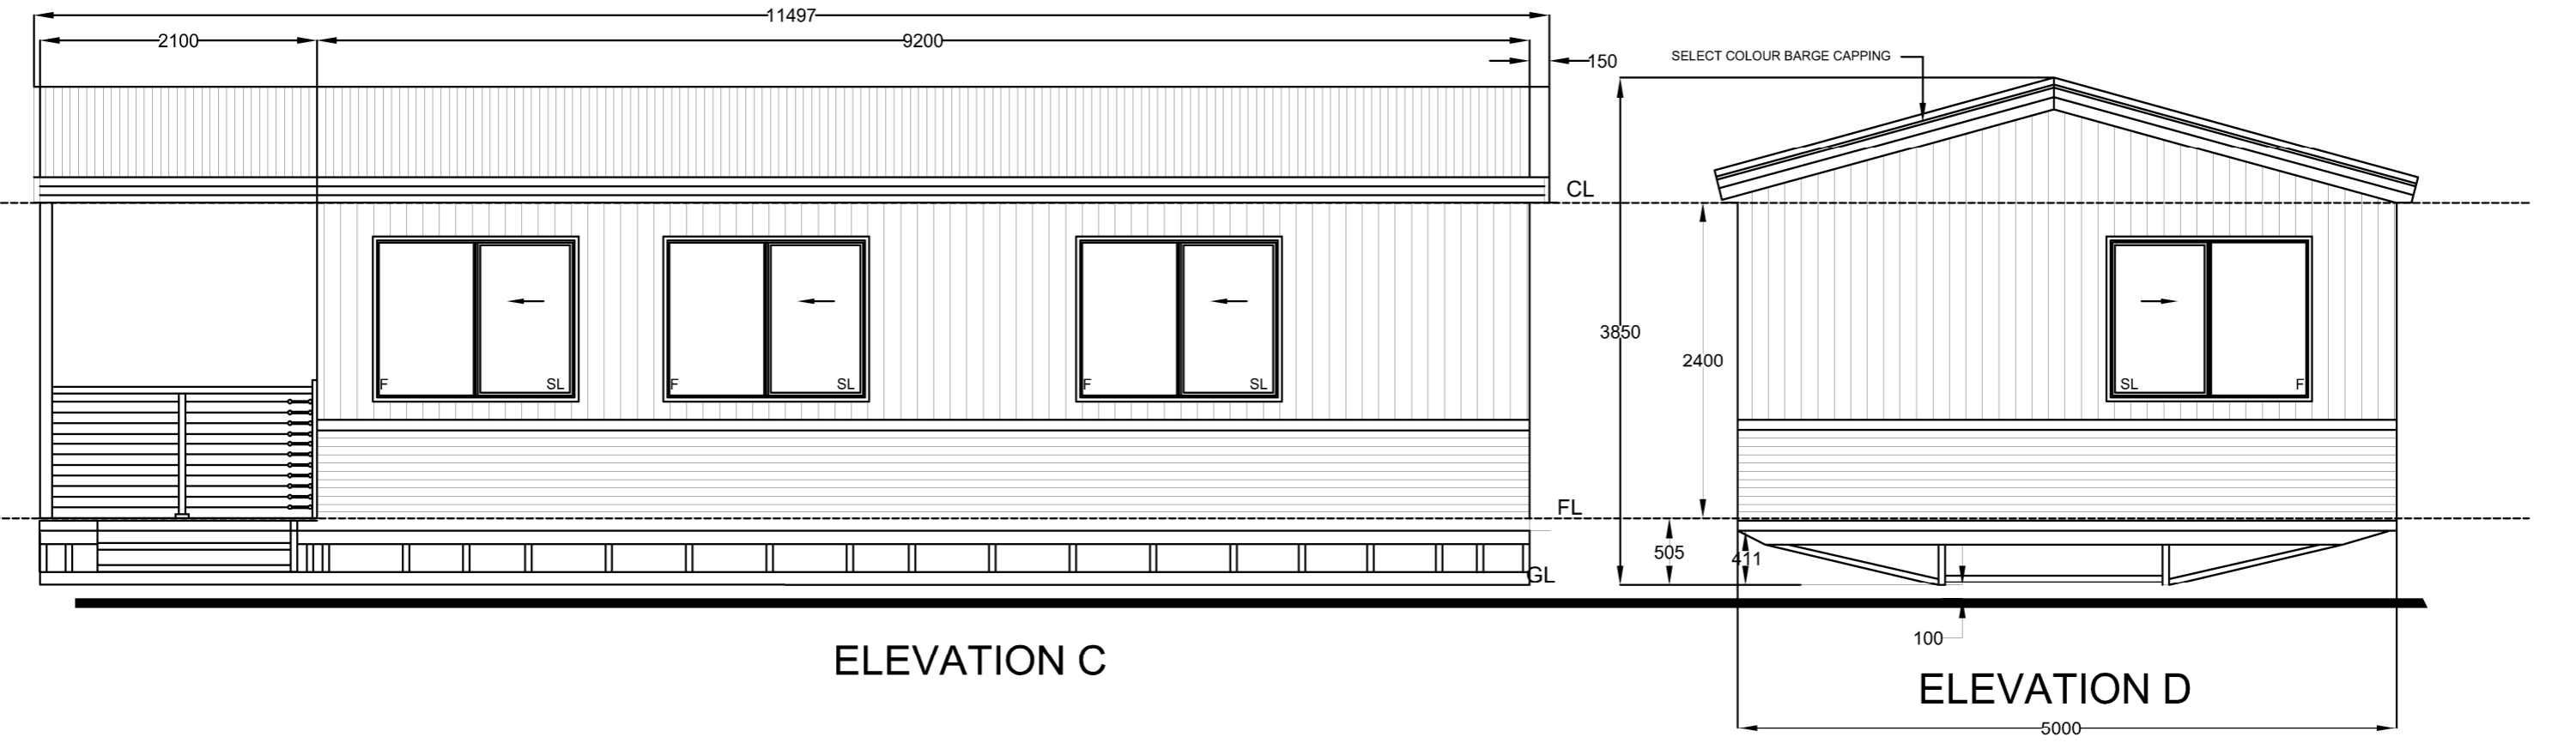 11497
2100
9200
150
SELECT COLOUR BARGE CAPPING
CL
3850
2400
F
SL
F
SL
F
SL
SL
F
FL
505
411
GL
100
ELEVATION C
ELEVATION D
5000